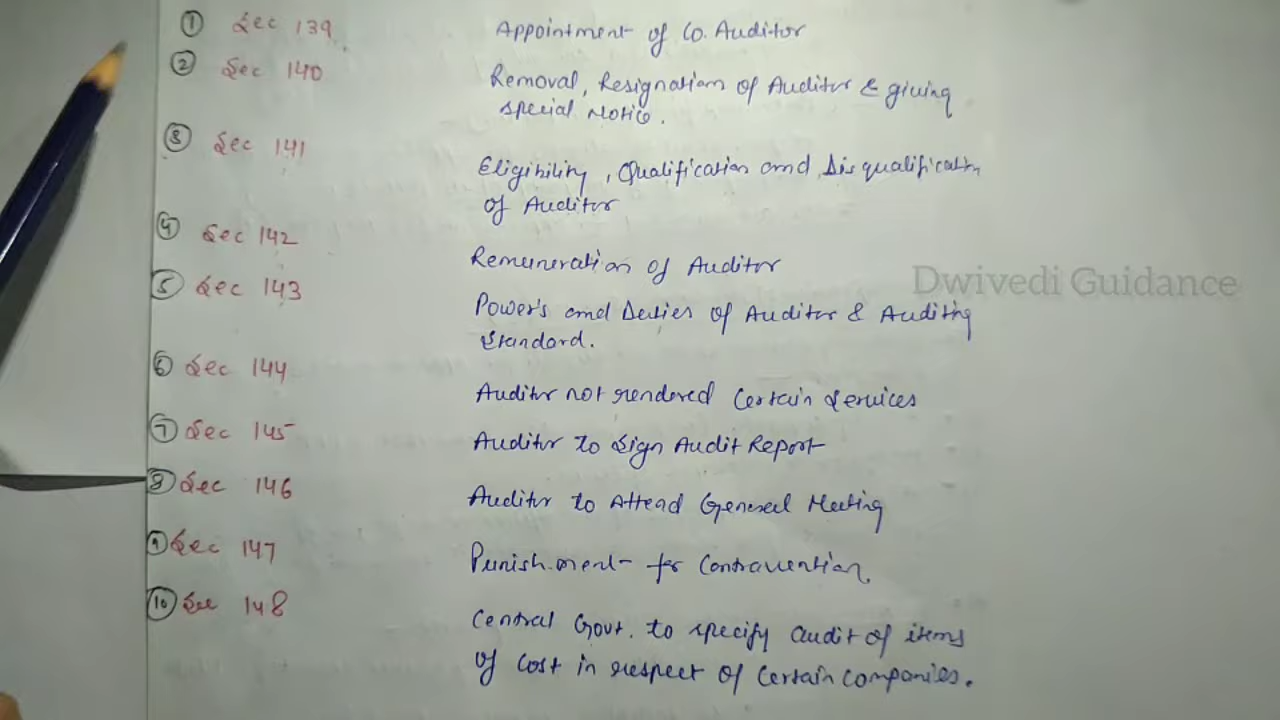 ① Sec 139 Appointment of Co. Auditor
② Sec 140 Removal, Resignation of Auditor & giving
special Notice.
③ Sec 141 Eligibility, Qualification and Disqualification
of Auditor
④ Sec 142 Remuneration of Auditor
⑤ Sec 143 Power's and Duties of Auditor & Auditing
Standard.
⑥ Sec 144 Auditor not rendered Certain Services
⑦ Sec 145 Auditor to Sign Audit Report
⑧ Sec 146 Auditor to Attend General Meeting
⑨ Sec 147 Punishment for Contravention.
⑩ Sec 148 Central Govt. to specify audit of items
of Cost in respect of Certain Companies.
Dwivedi Guidance